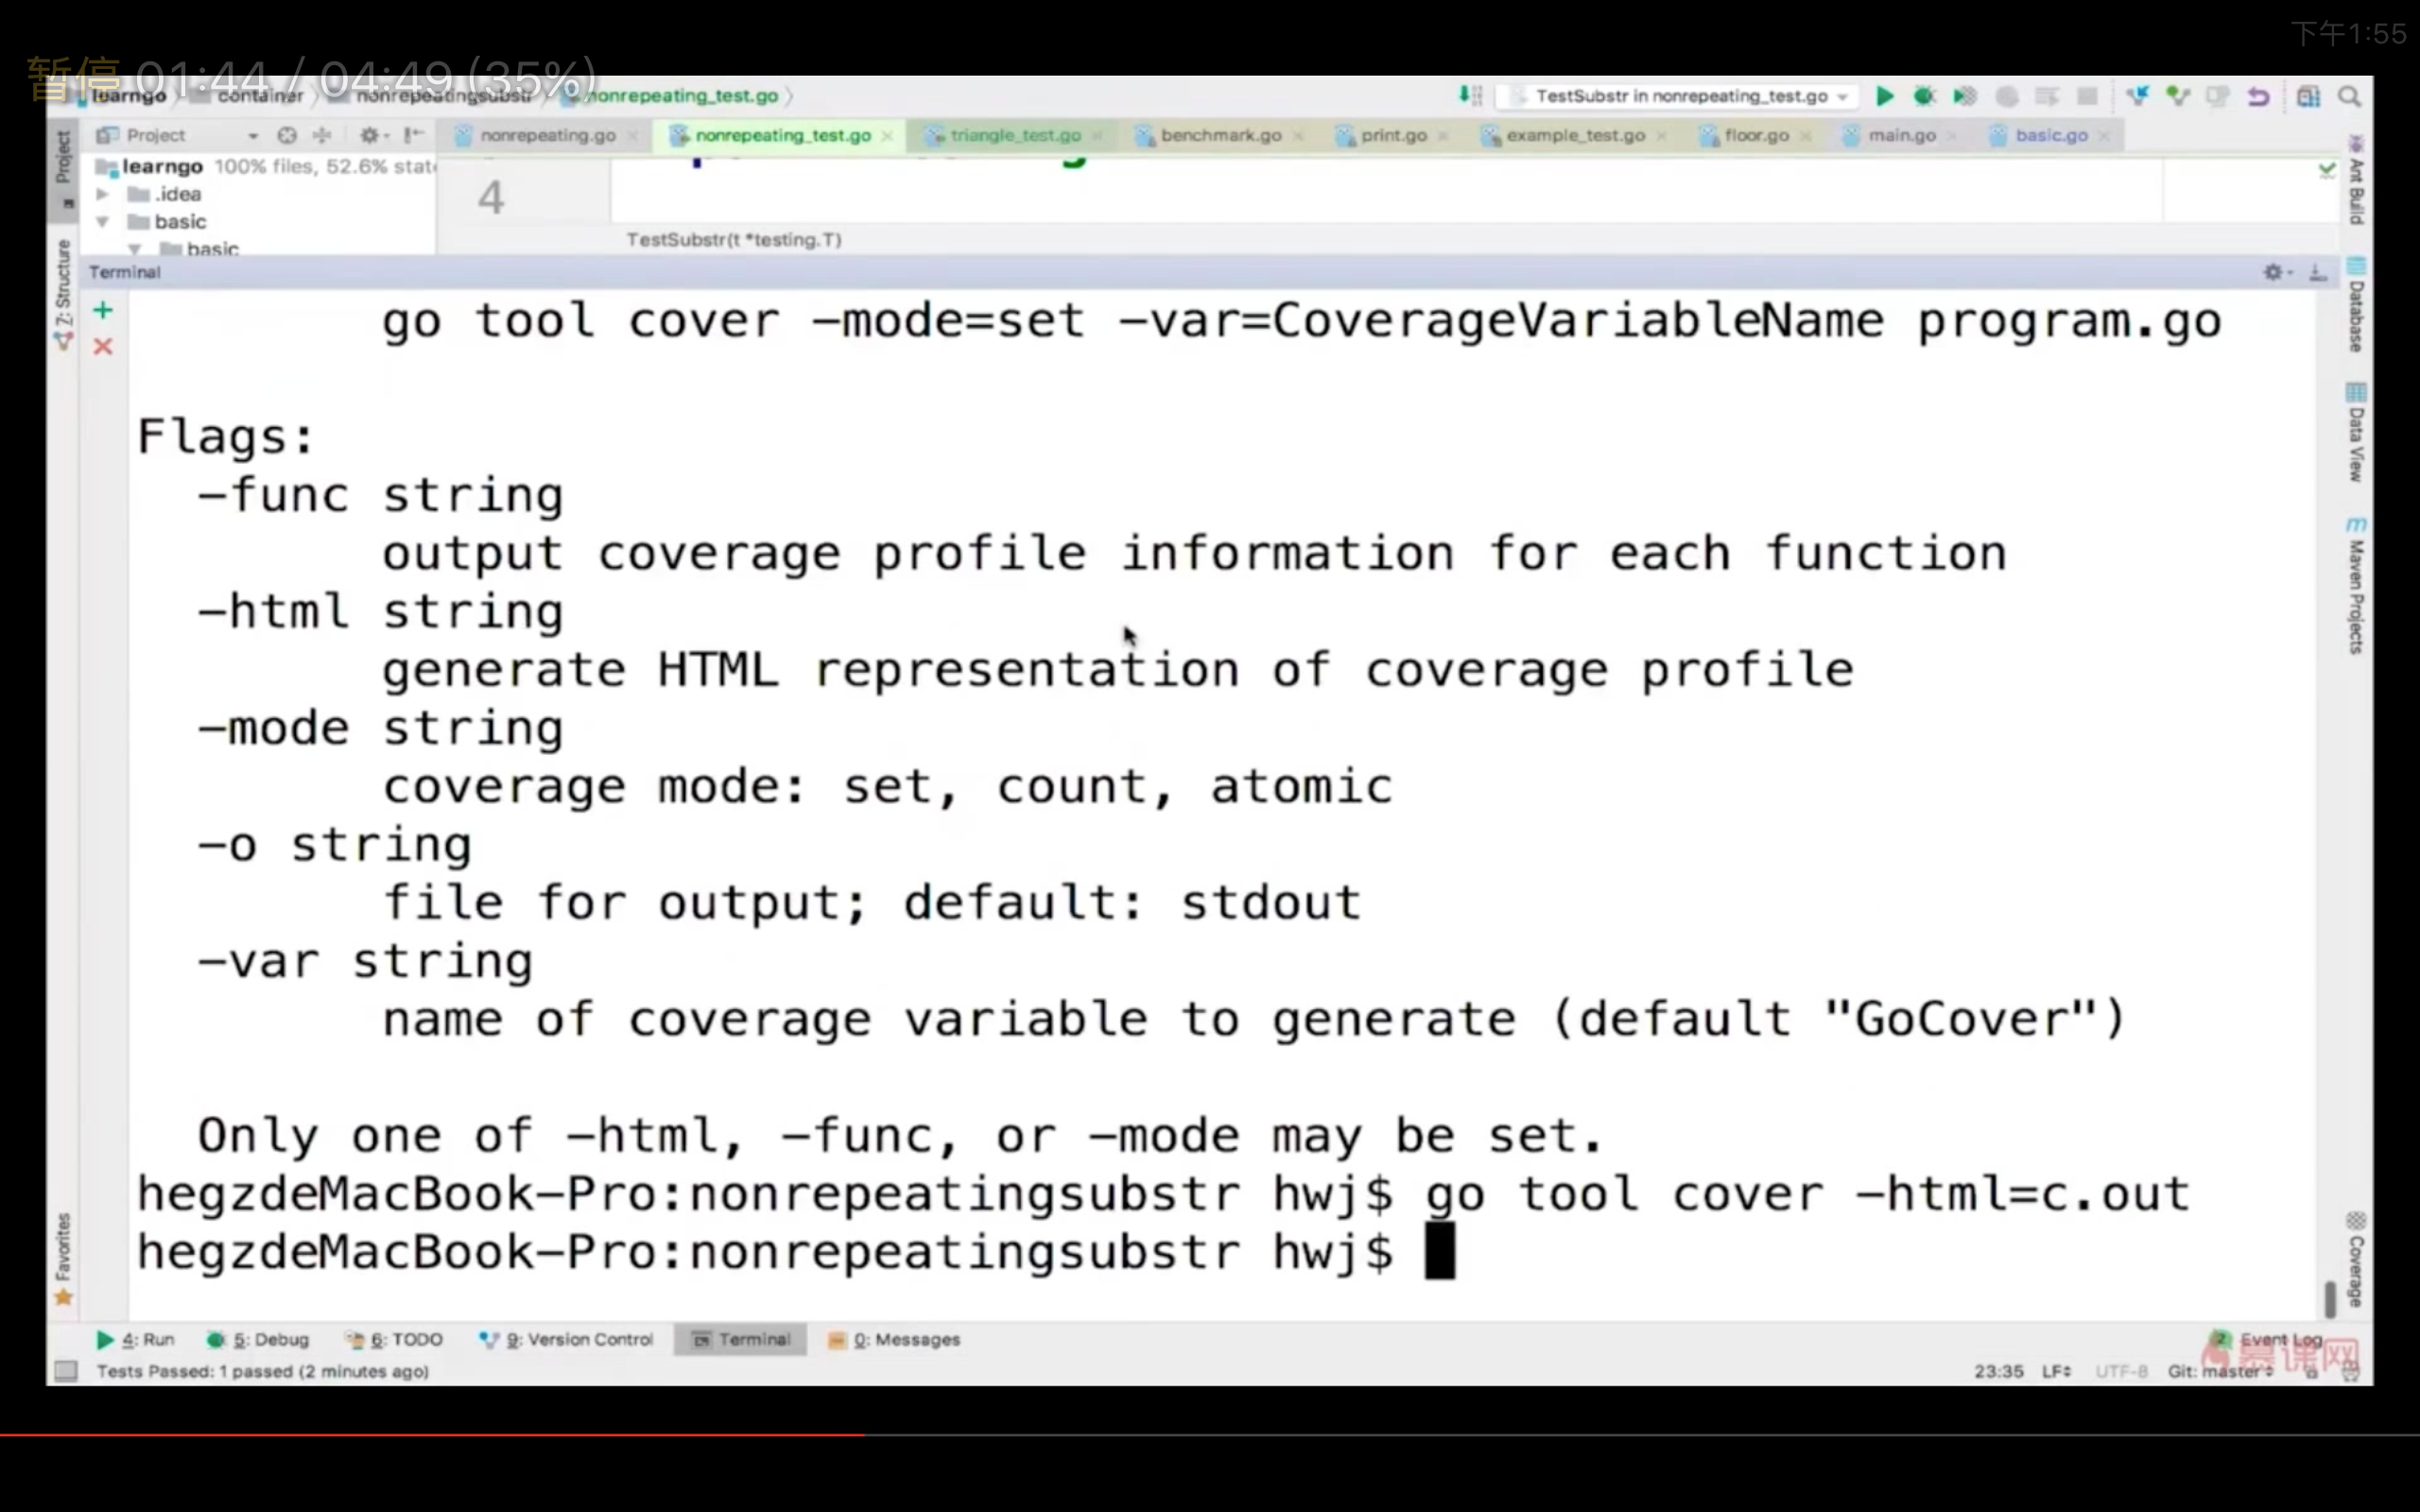 下午1:55
暂停 01:44 / 04:49 (35%)
learngo container nonrepeatingsubstr nonrepeating_test.go
TestSubstr in nonrepeating_test.go
Project
nonrepeating.go nonrepeating_test.go triangle_test.go benchmark.go print.go example_test.go floor.go main.go basic.go
Project
learngo 100% files, 52.6% stat
.idea
basic
basic
4
TestSubstr(t *testing.T)
Z: Structure
Ant Build
Database
Data View
Maven Projects
Terminal
go tool cover -mode=set -var=CoverageVariableName program.go
Flags:
-func string
output coverage profile information for each function
-html string
generate HTML representation of coverage profile
-mode string
coverage mode: set, count, atomic
-o string
file for output; default: stdout
-var string
name of coverage variable to generate (default "GoCover")
Only one of -html, -func, or -mode may be set.
hegzdeMacBook-Pro:nonrepeatingsubstr hwj$ go tool cover -html=c.out
hegzdeMacBook-Pro:nonrepeatingsubstr hwj$
Favorites
Coverage
4: Run 5: Debug 6: TODO 9: Version Control Terminal 0: Messages
2 Event Log
慕课网
Tests Passed: 1 passed (2 minutes ago)
23:35 LF UTF-8 Git: master